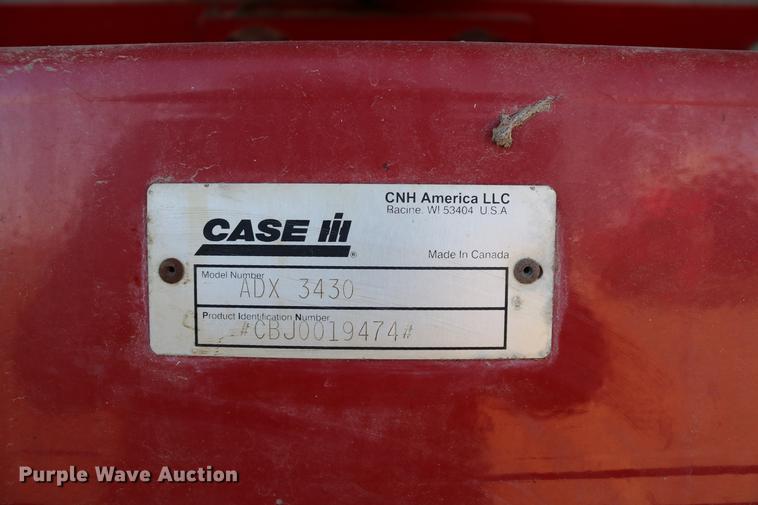 CNH America LLC
Racine, WI 53404 U.S.A
CASE IH
®
Made In Canada
Model Number
ADX 3430
Product Identification Number
#CBJ0019474#
Purple Wave Auction